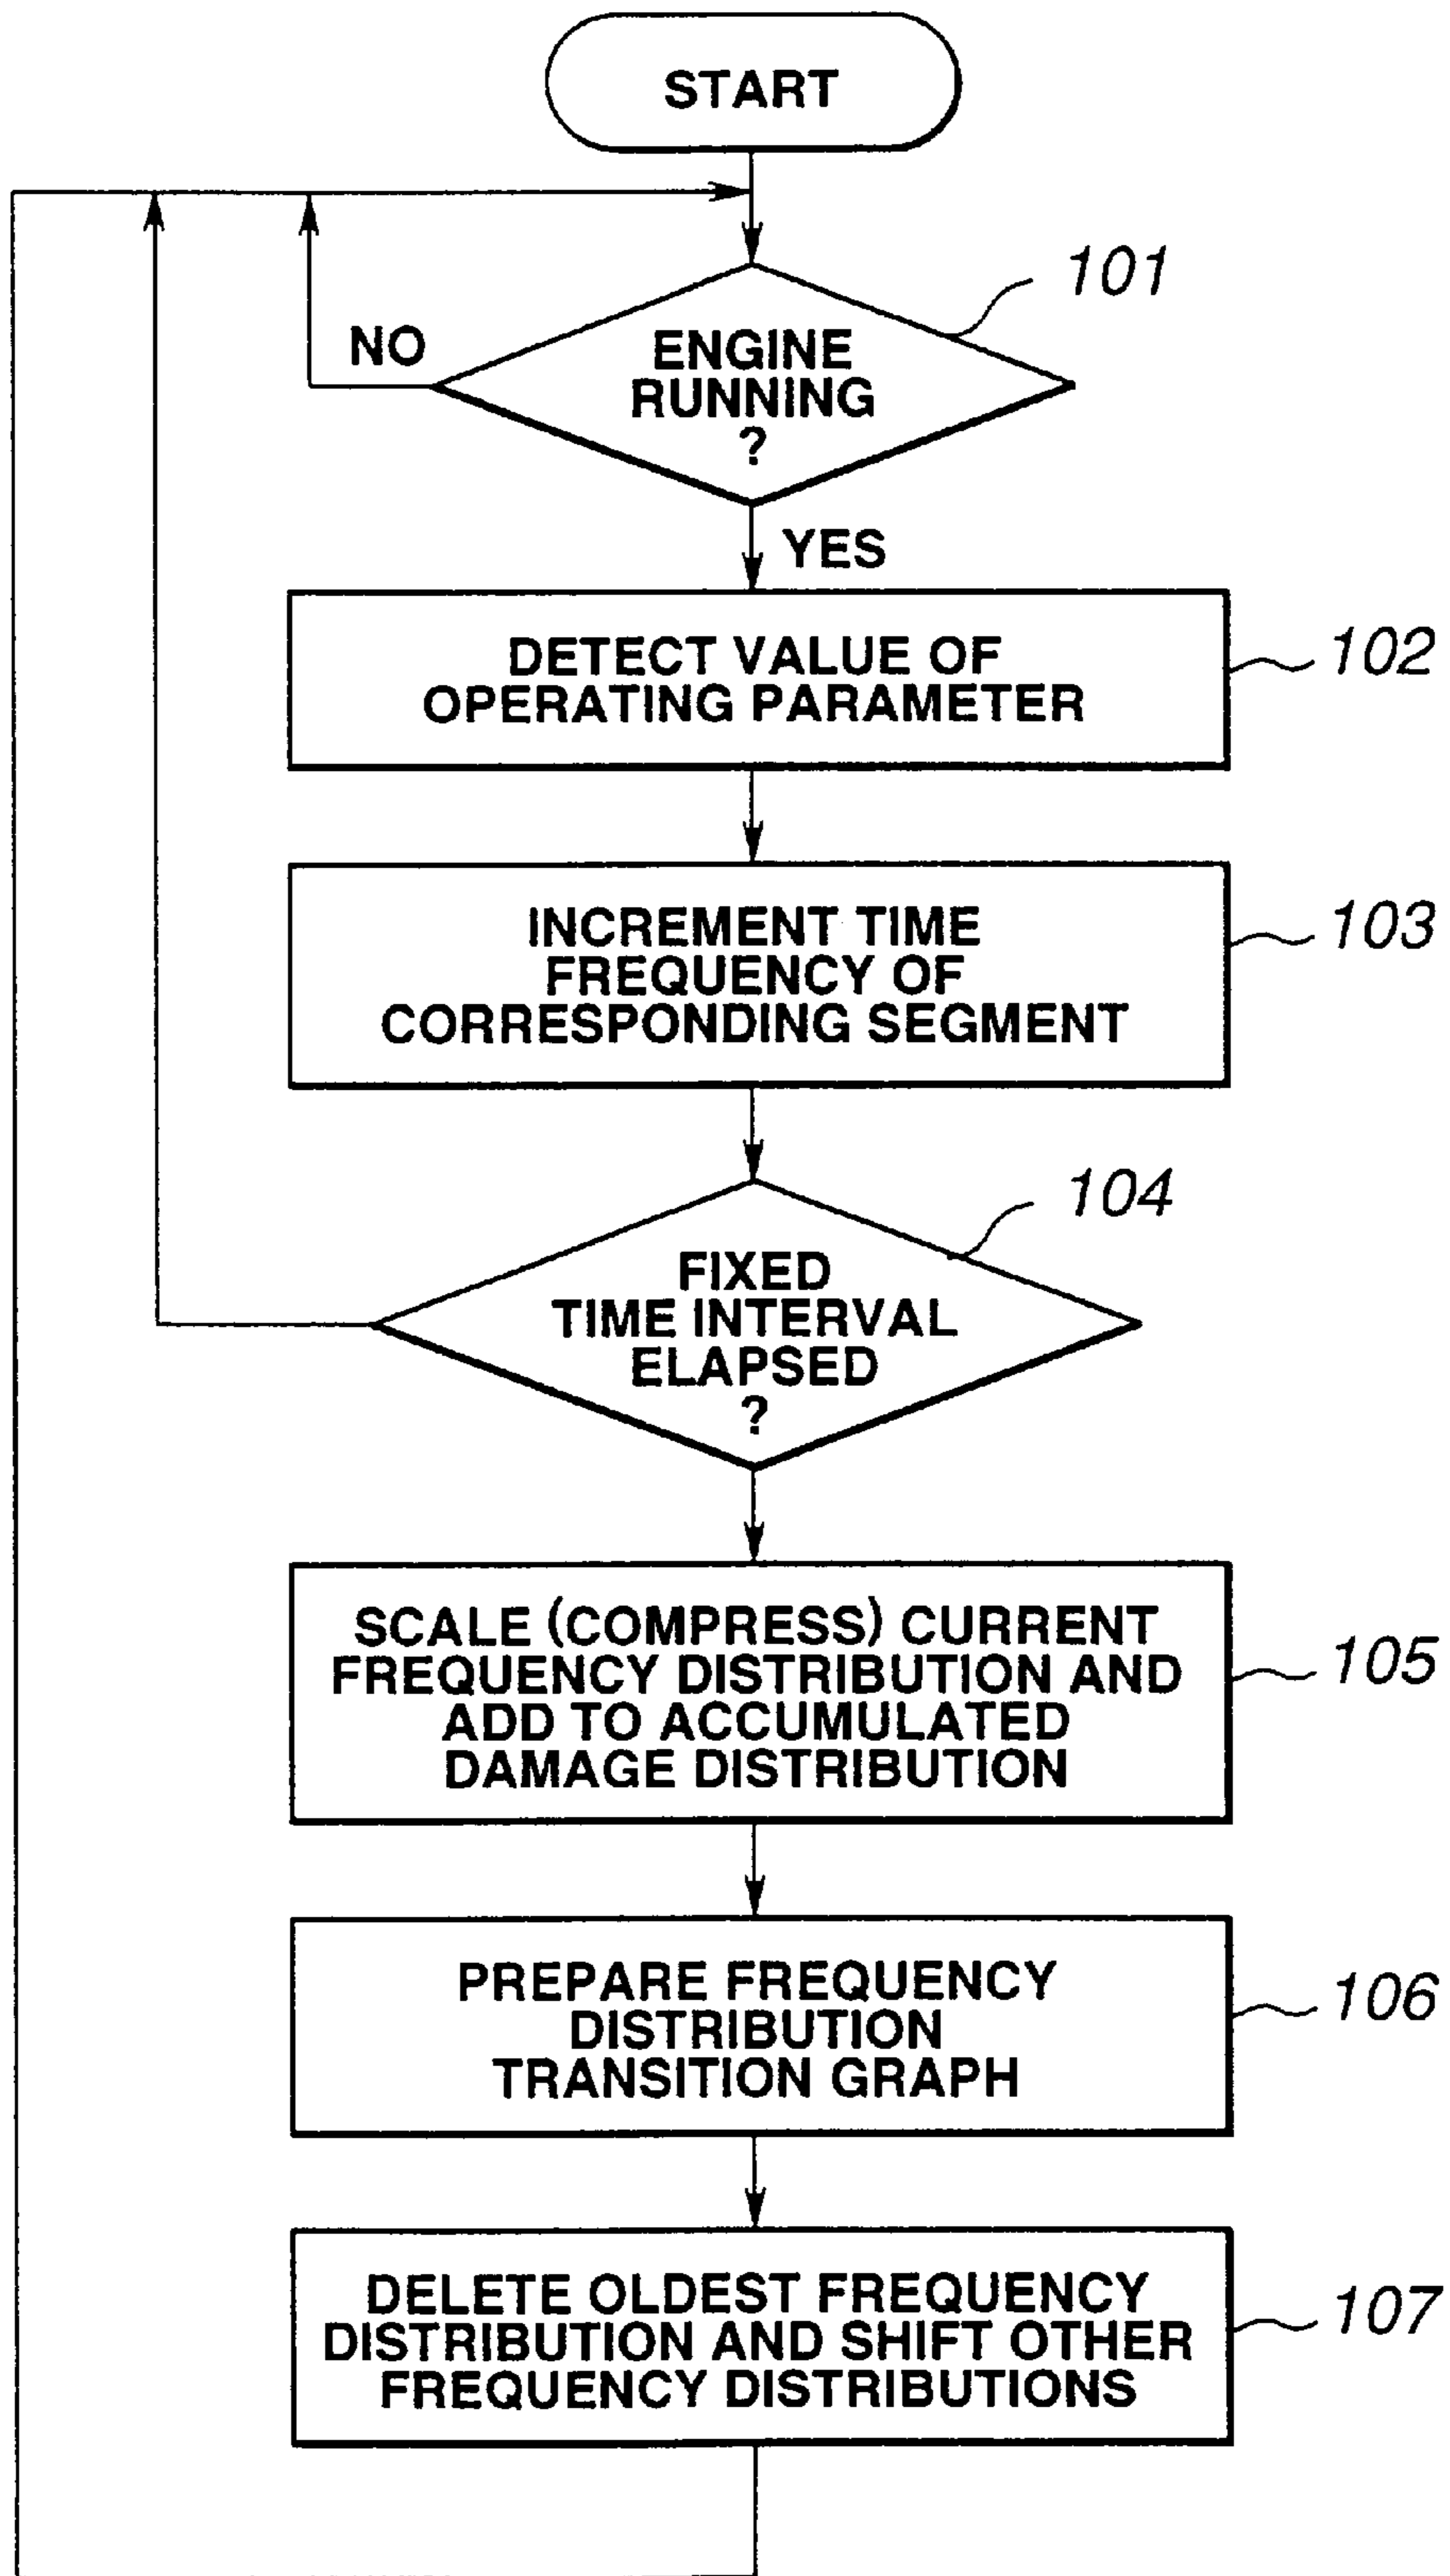 START
101
ENGINE
RUNNING
?
NO
YES
DETECT VALUE OF
OPERATING PARAMETER
102
INCREMENT TIME
FREQUENCY OF
CORRESPONDING SEGMENT
103
104
FIXED
TIME INTERVAL
ELAPSED
?
SCALE (COMPRESS) CURRENT
FREQUENCY DISTRIBUTION AND
ADD TO ACCUMULATED
DAMAGE DISTRIBUTION
105
PREPARE FREQUENCY
DISTRIBUTION
TRANSITION GRAPH
106
DELETE OLDEST FREQUENCY
DISTRIBUTION AND SHIFT OTHER
FREQUENCY DISTRIBUTIONS
107